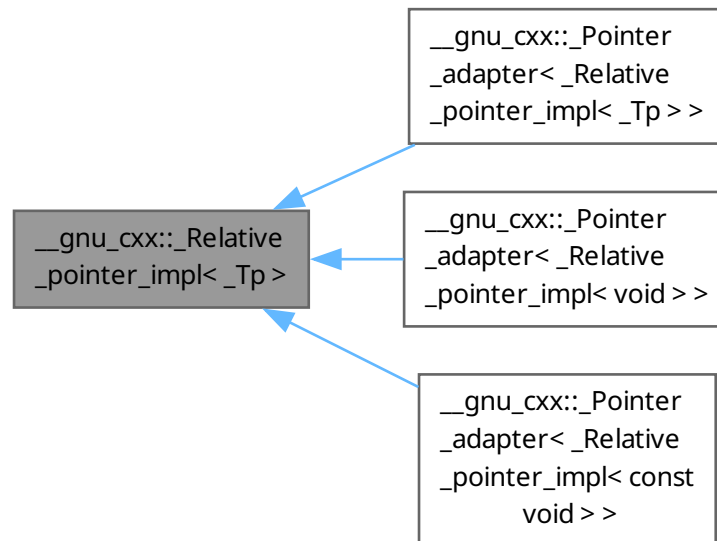 __gnu_cxx::_Pointer
_adapter< _Relative
_pointer_impl< _Tp > >
__gnu_cxx::_Relative
_pointer_impl< _Tp >
__gnu_cxx::_Pointer
_adapter< _Relative
_pointer_impl< void > >
__gnu_cxx::_Pointer
_adapter< _Relative
_pointer_impl< const
void > >